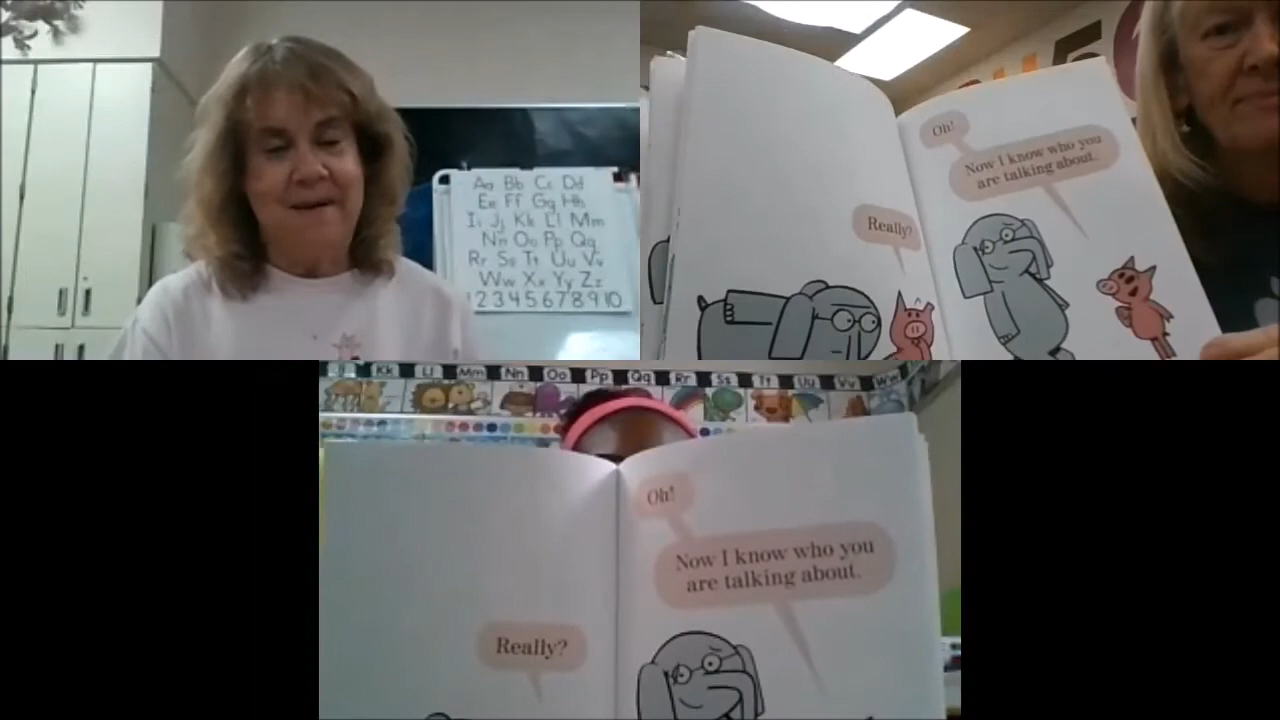 Aa Bb Cc Dd
Ee Ff Gg Hh
Ii Jj Kk Ll Mm
Nn Oo Pp Qq
Rr Ss Tt Uu Vv
Ww Xx Yy Zz
12345678910
Oh!
Now I know who you
are talking about.
Really?
Kk Ll Mm Nn Oo Pp Qq Rr Ss Tt Uu Vv Ww
Oh!
Now I know who you
are talking about.
Really?